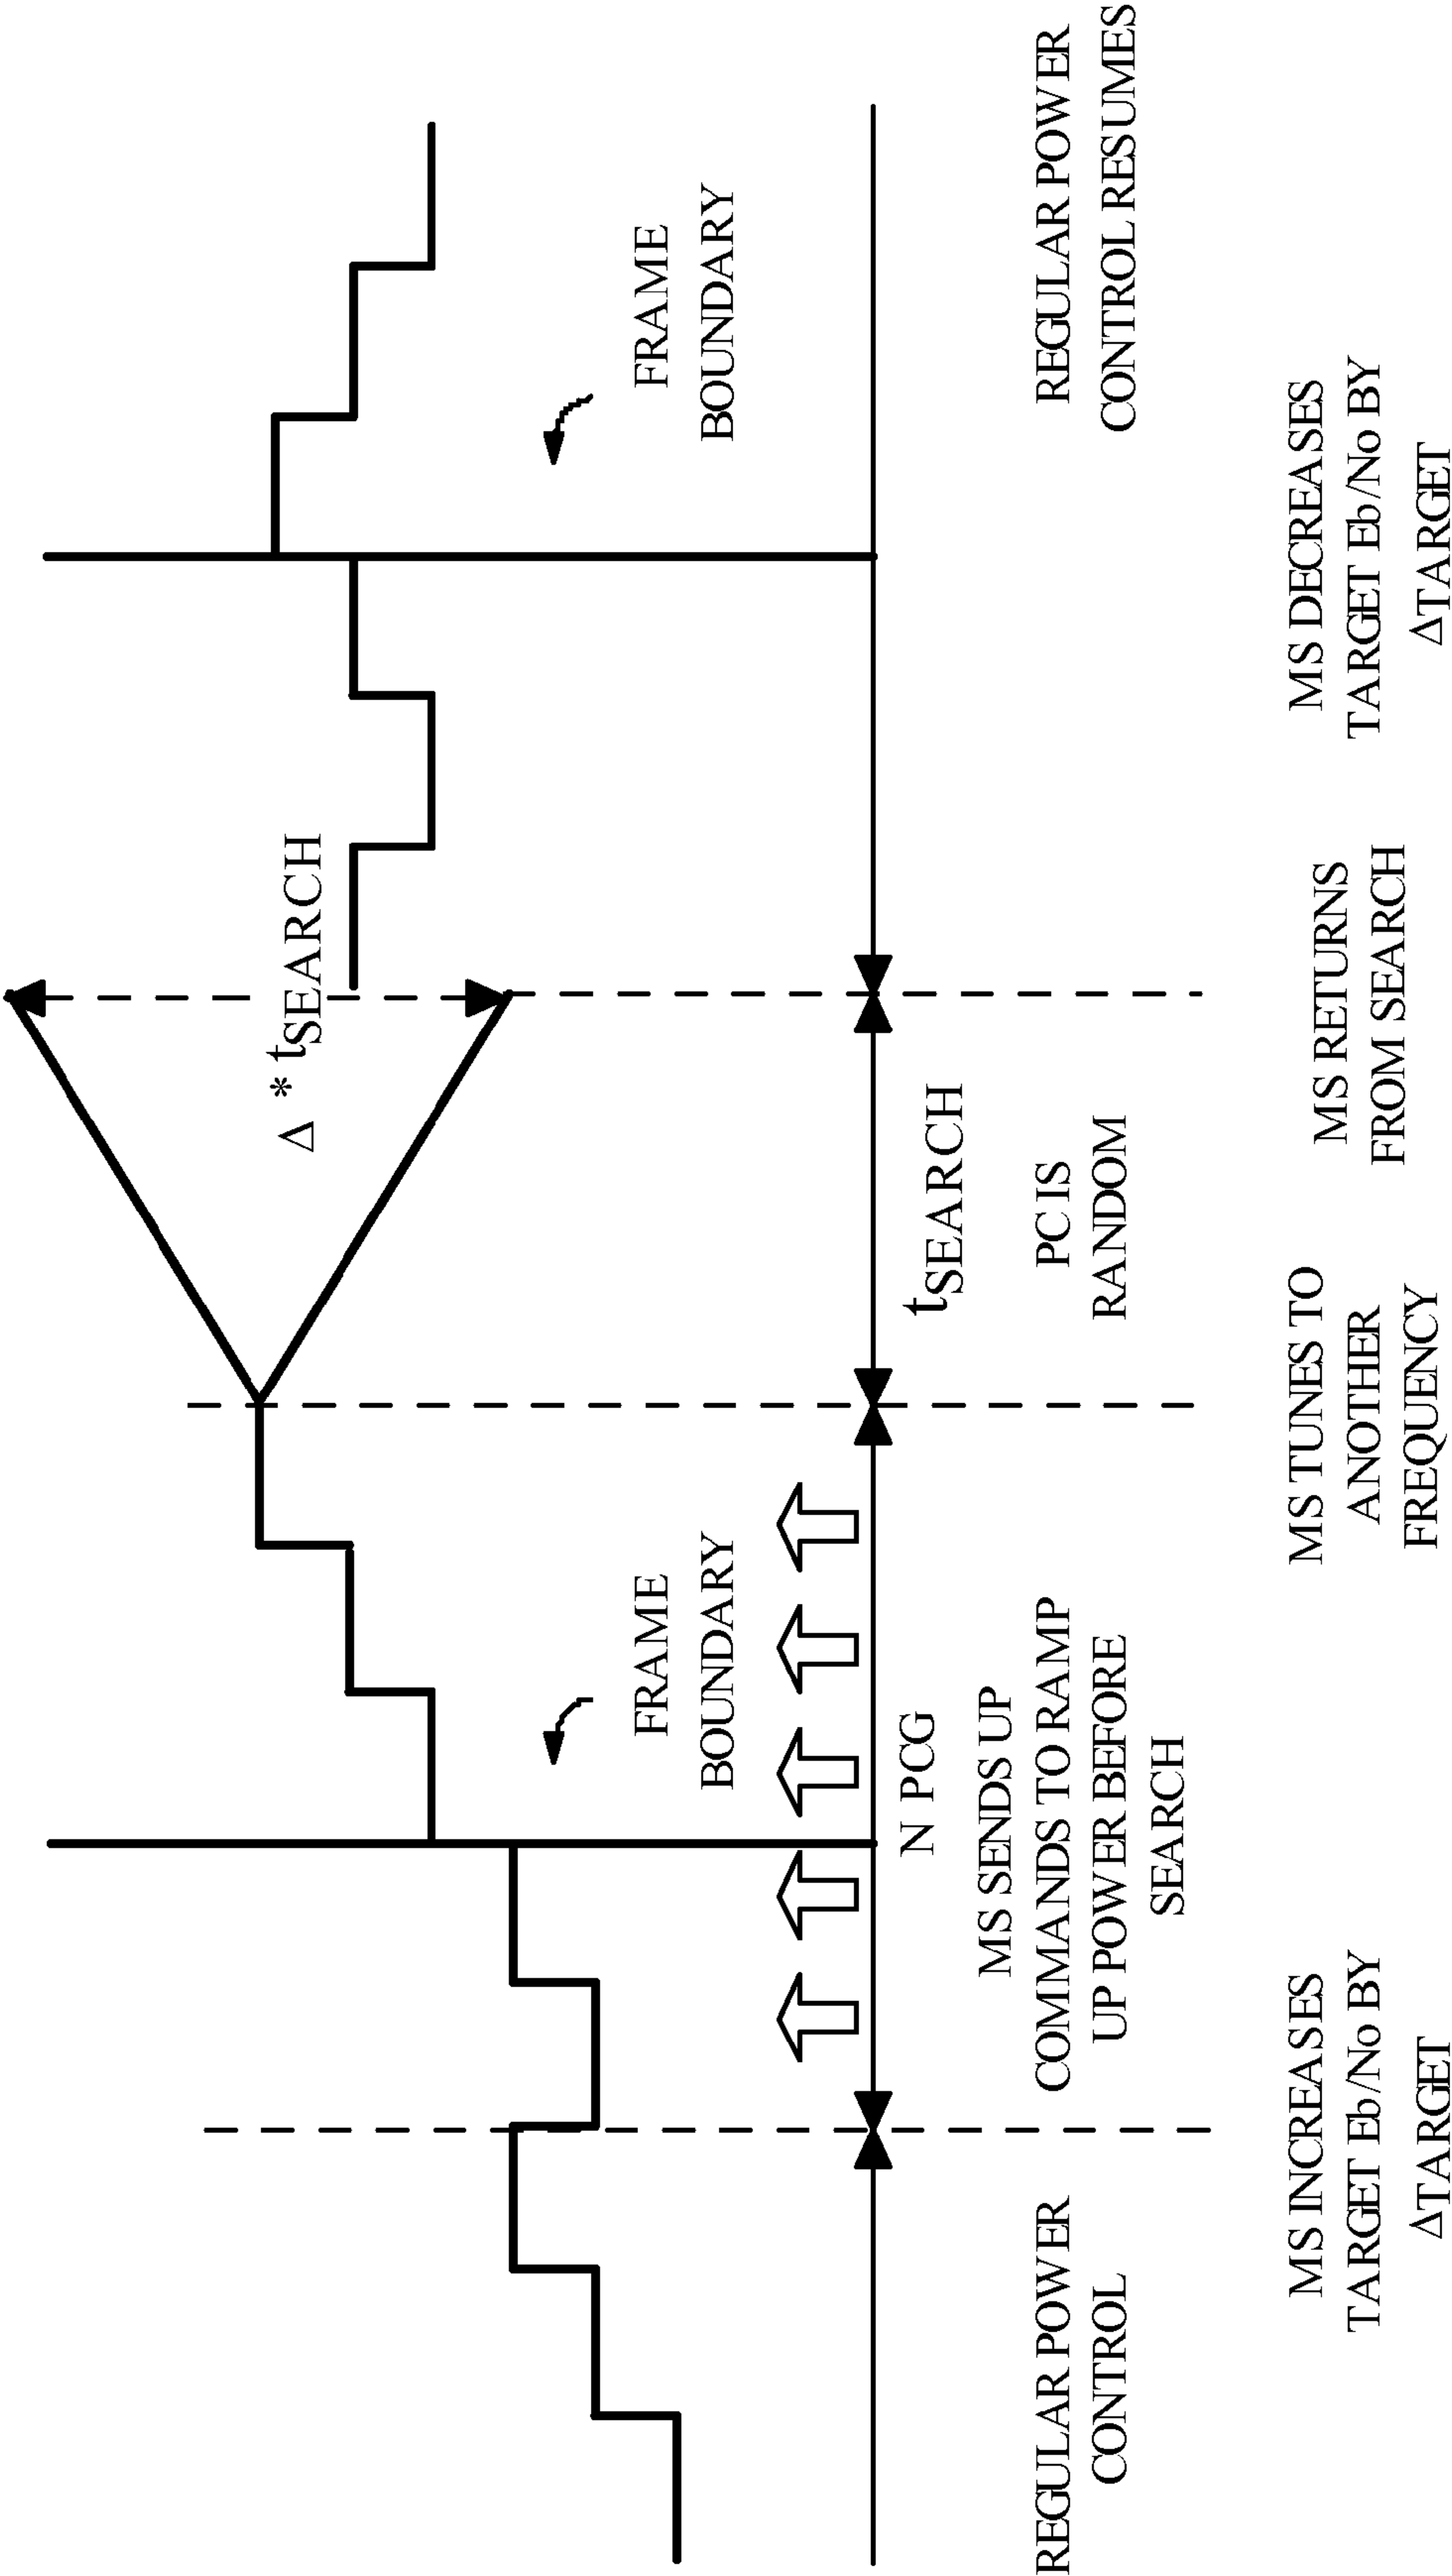 Δ * tSEARCH
FRAME
BOUNDARY
FRAME
BOUNDARY
N PCG
tSEARCH
REGULAR POWER
CONTROL
MS SENDS UP
COMMANDS TO RAMP
UP POWER BEFORE
SEARCH
PC IS
RANDOM
REGULAR POWER
CONTROL RESUMES
MS INCREASES
TARGET Eb/No BY
ΔTARGET
MS TUNES TO
ANOTHER
FREQUENCY
MS RETURNS
FROM SEARCH
MS DECREASES
TARGET Eb/No BY
ΔTARGET